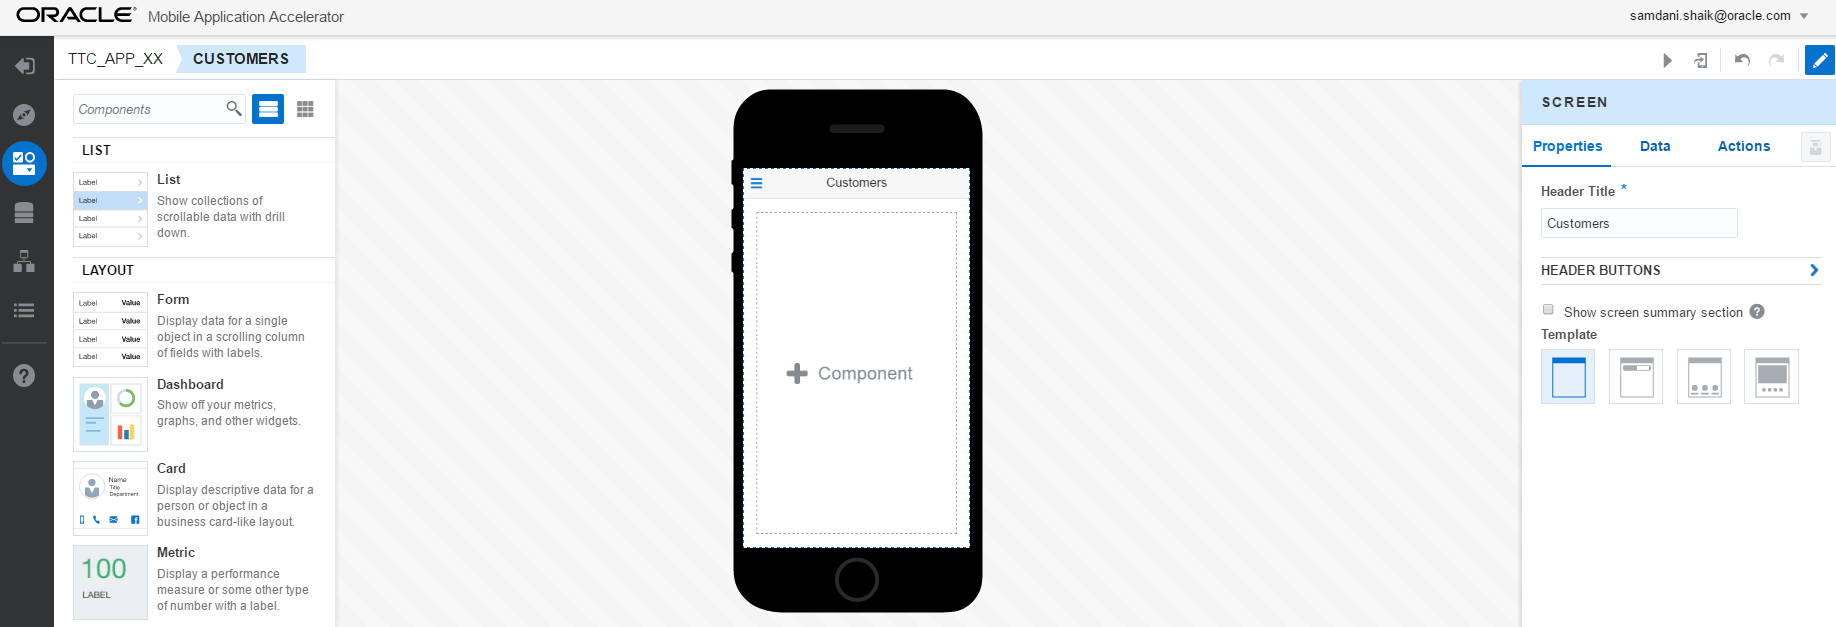 ORACLE® Mobile Application Accelerator
samdani.shaik@oracle.com
TTC_APP_XX
CUSTOMERS
Components
LIST
Label
Label
Label
Label
List
Show collections of
scrollable data with drill
down.
LAYOUT
Label Value
Label Value
Label Value
Label Value
Form
Display data for a single
object in a scrolling column
of fields with labels.
Dashboard
Show off your metrics,
graphs, and other widgets.
Name
Title
Department
Card
Display descriptive data for a
person or object in a
business card-like layout.
100
LABEL
Metric
Display a performance
measure or some other type
of number with a label.
Customers
Component
SCREEN
Properties Data Actions
Header Title *
Customers
HEADER BUTTONS
Show screen summary section ?
Template